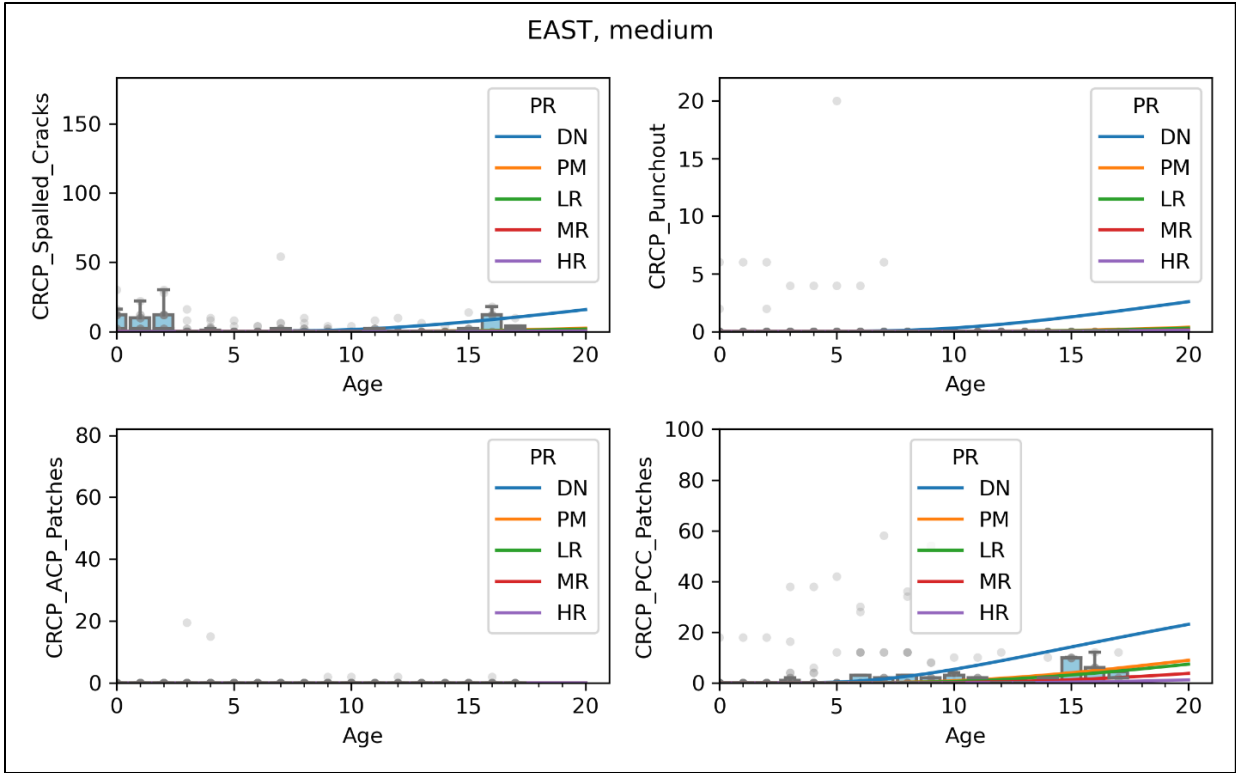 EAST, medium
CRCP_Spalled_Cracks
150
100
50
0
0 5 10 15 20
Age
PR
DN
PM
LR
MR
HR
CRCP_Punchout
20
15
10
5
0
0 5 10 15 20
Age
PR
DN
PM
LR
MR
HR
CRCP_ACP_Patches
80
60
40
20
0
0 5 10 15 20
Age
PR
DN
PM
LR
MR
HR
CRCP_PCC_Patches
100
80
60
40
20
0
0 5 10 15 20
Age
PR
DN
PM
LR
MR
HR